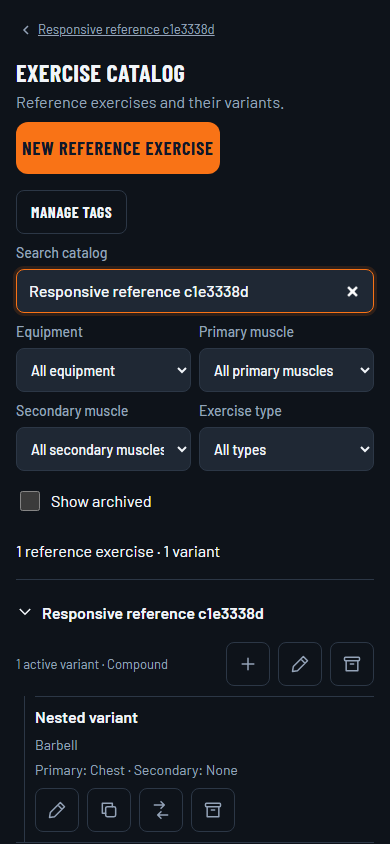 Responsive reference c1e3338d
EXERCISE CATALOG
Reference exercises and their variants.
NEW REFERENCE EXERCISE
MANAGE TAGS
Search catalog
Responsive reference c1e3338d
Equipment Primary muscle
All equipment All primary muscles
Secondary muscle Exercise type
All secondary muscles All types
Show archived
1 reference exercise · 1 variant
Responsive reference c1e3338d
1 active variant · Compound
Nested variant
Barbell
Primary: Chest · Secondary: None